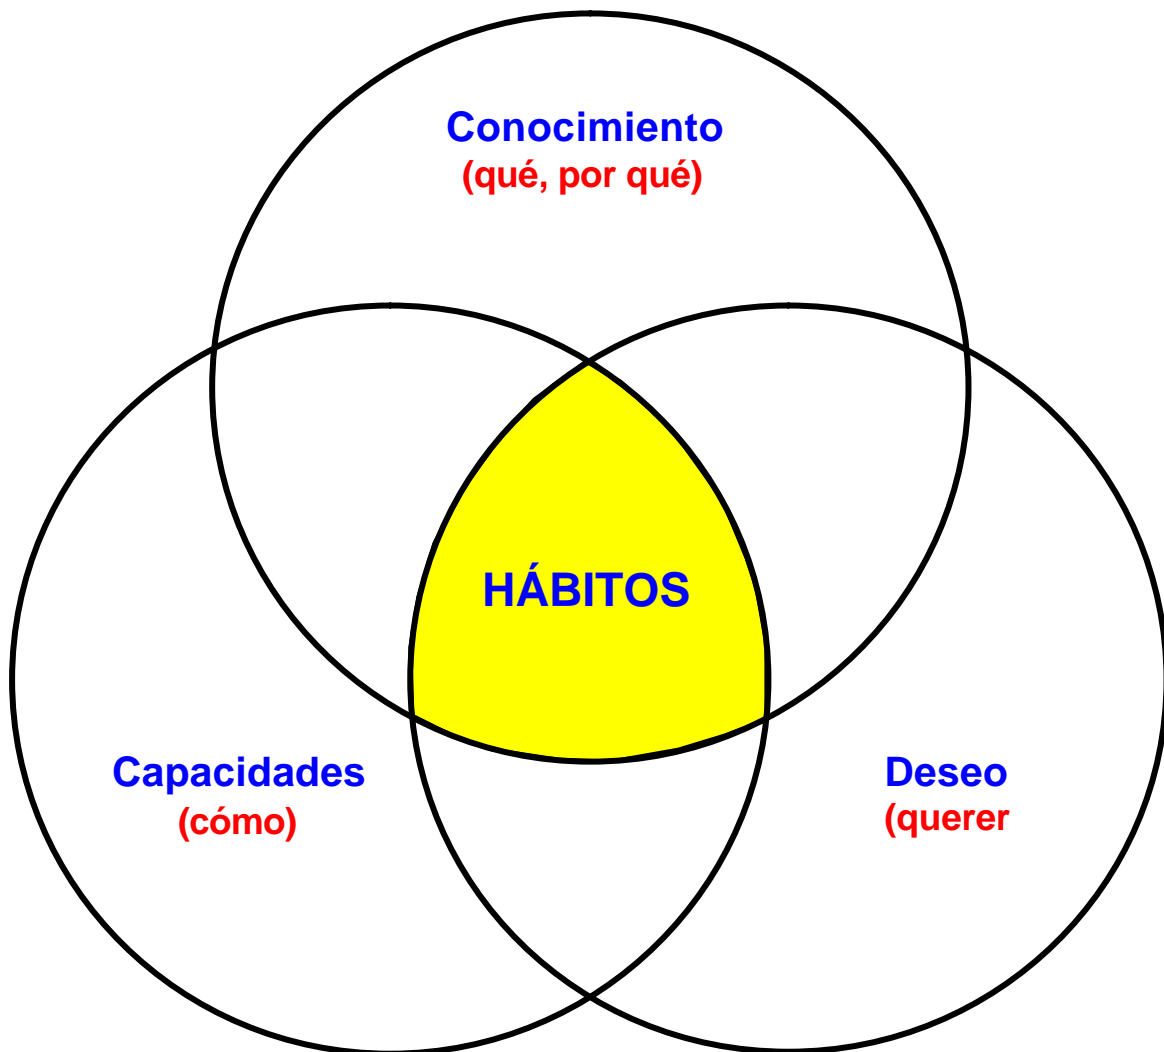 Conocimiento
(qué, por qué)
HÁBITOS
Capacidades
(cómo)
Deseo
(querer